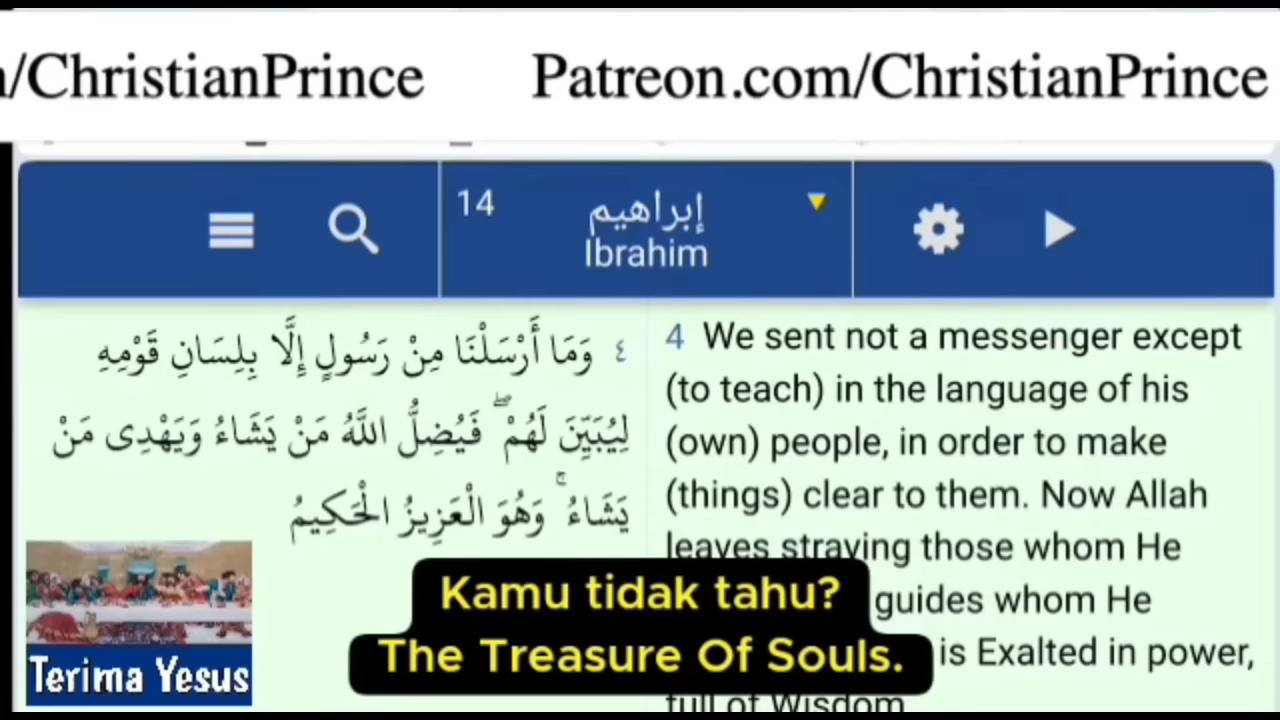 n/ChristianPrince
Patreon.com/ChristianPrince
14
إبراهيم
Ibrahim
٤ وَمَا أَرْسَلْنَا مِنْ رَسُولٍ إِلَّا بِلِسَانِ قَوْمِهِ
لِيُبَيِّنَ لَهُمْ ۖ فَيُضِلُّ اللَّهُ مَنْ يَشَاءُ وَيَهْدِى مَنْ
يَشَاءُ ۚ وَهُوَ الْعَزِيزُ الْحَكِيمُ
4 We sent not a messenger except
(to teach) in the language of his
(own) people, in order to make
(things) clear to them. Now Allah
leaves straying those whom He
guides whom He
is Exalted in power,
full of Wisdom
Kamu tidak tahu?
The Treasure Of Souls.
Terima Yesus